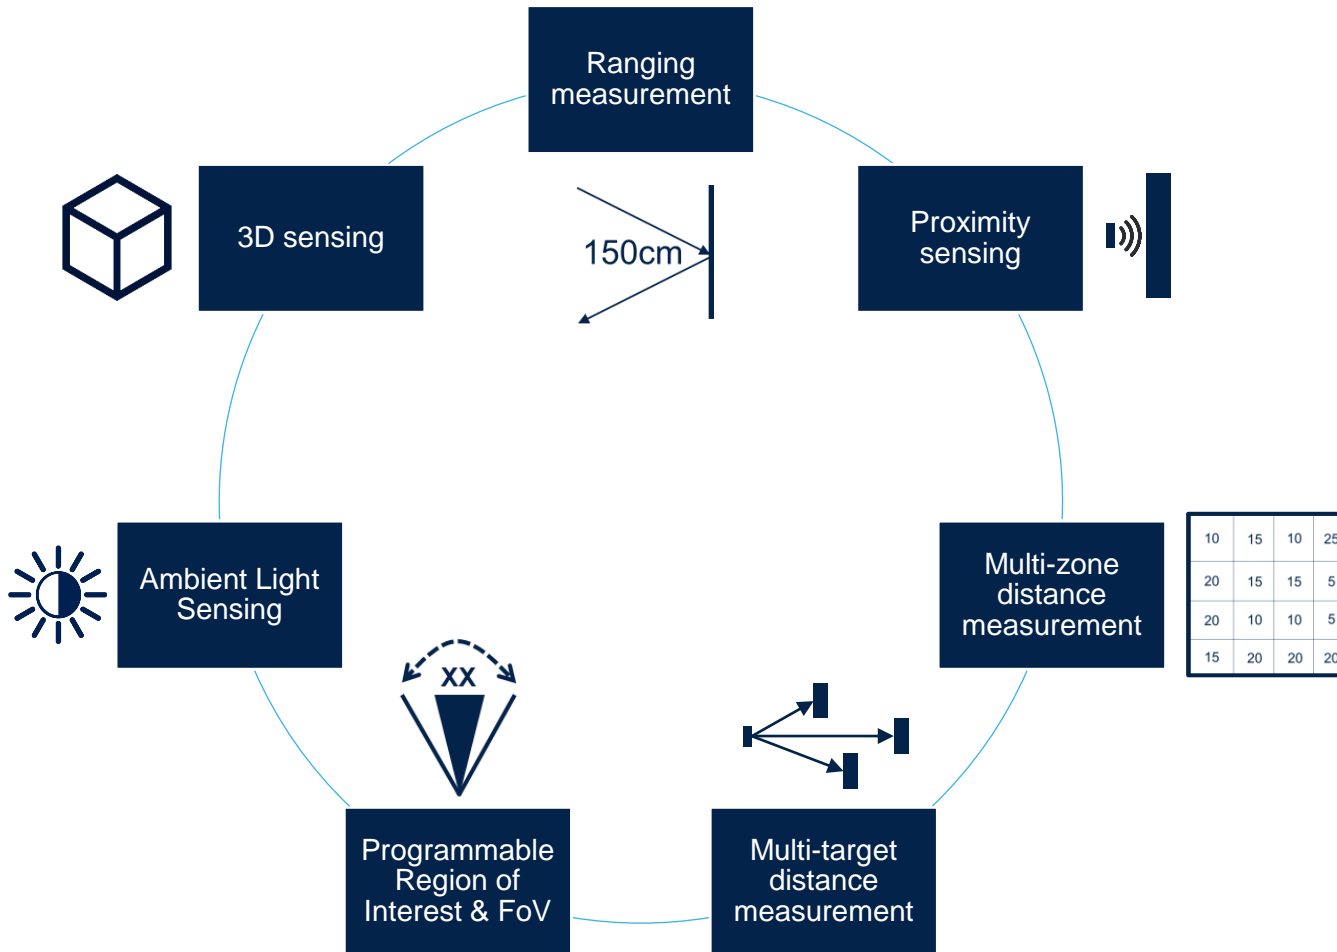 Ranging
measurement
3D sensing
150cm
Proximity
sensing
Ambient Light
Sensing
Multi-zone
distance
measurement
10 15 10 25
20 15 15 5
20 10 10 5
15 20 20 20
XX
Programmable
Region of
Interest & FoV
Multi-target
distance
measurement